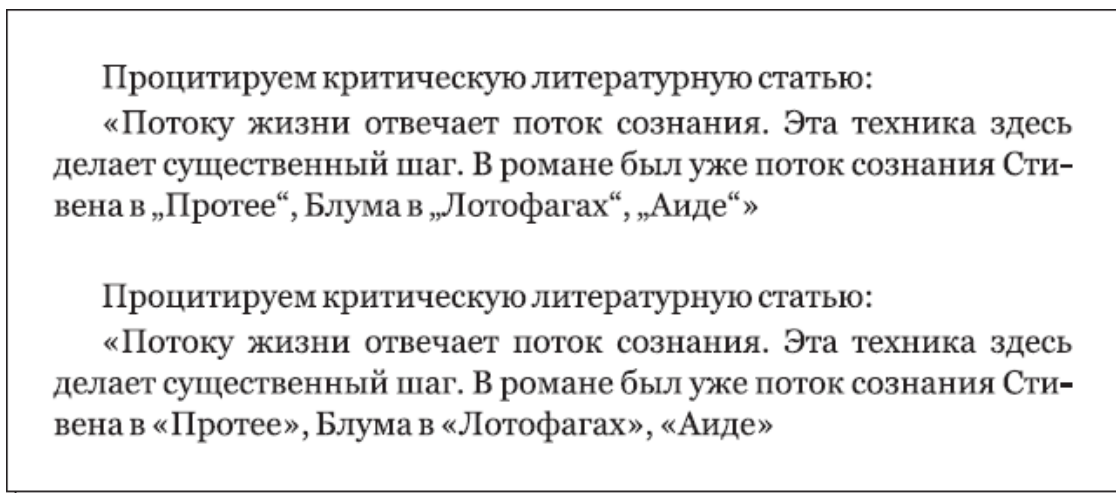 Процитируем критическую литературную статью:
«Потоку жизни отвечает поток сознания. Эта техника здесь
делает существенный шаг. В романе был уже поток сознания Сти-
вена в „Протее“, Блума в „Лотофагах“, „Аиде“»
Процитируем критическую литературную статью:
«Потоку жизни отвечает поток сознания. Эта техника здесь
делает существенный шаг. В романе был уже поток сознания Сти-
вена в «Протее», Блума в «Лотофагах», «Аиде»